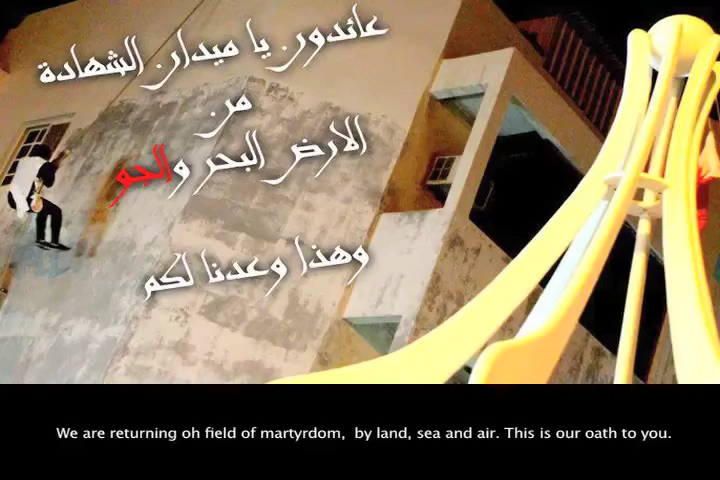 عائدون يا ميدان الشهادة
من
الارض البحر والجو
وهذا وعدنا لكم
We are returning oh field of martyrdom, by land, sea and air. This is our oath to you.